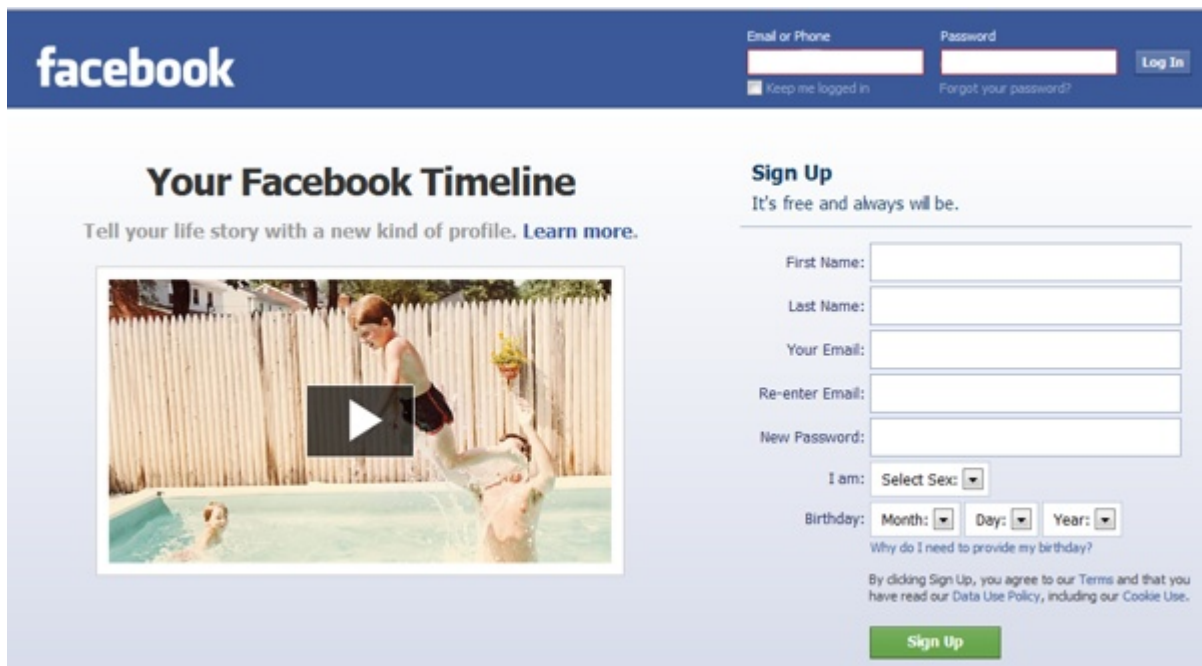 facebook
Email or Phone
Password
Log In
Keep me logged in
Forgot your password?
Your Facebook Timeline
Tell your life story with a new kind of profile. Learn more.
Sign Up
It's free and always will be.
First Name:
Last Name:
Your Email:
Re-enter Email:
New Password:
I am: Select Sex:
Birthday: Month: Day: Year:
Why do I need to provide my birthday?
By clicking Sign Up, you agree to our Terms and that you
have read our Data Use Policy, including our Cookie Use.
Sign Up